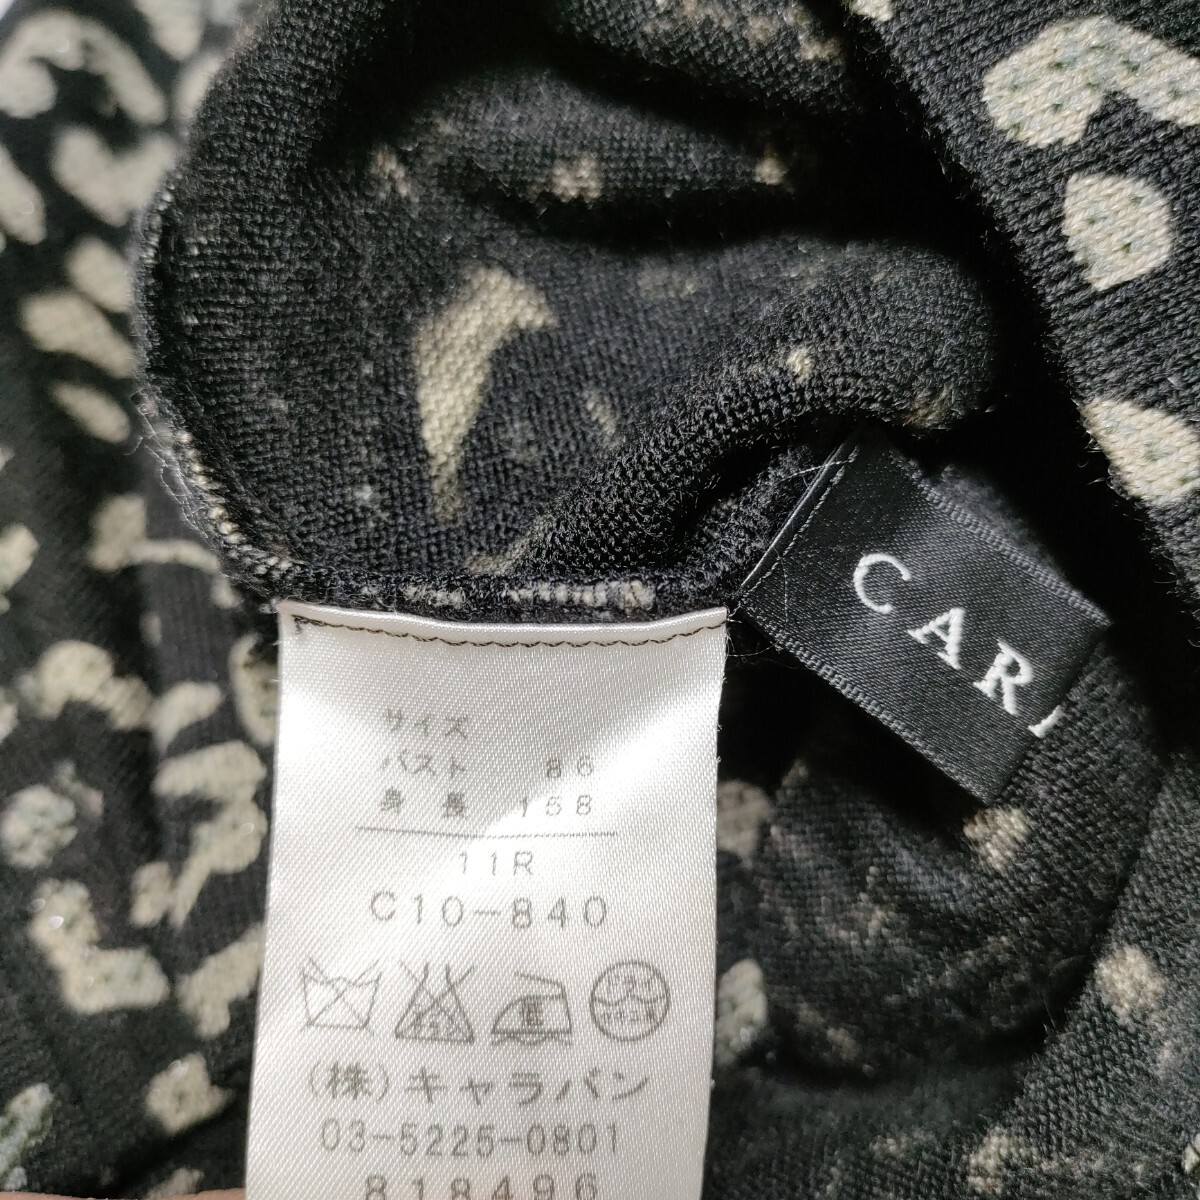 CAR
サイズ
バスト 86
身長 158
11R
C10-840
(株)キャラバン
03-5225-0801
818496